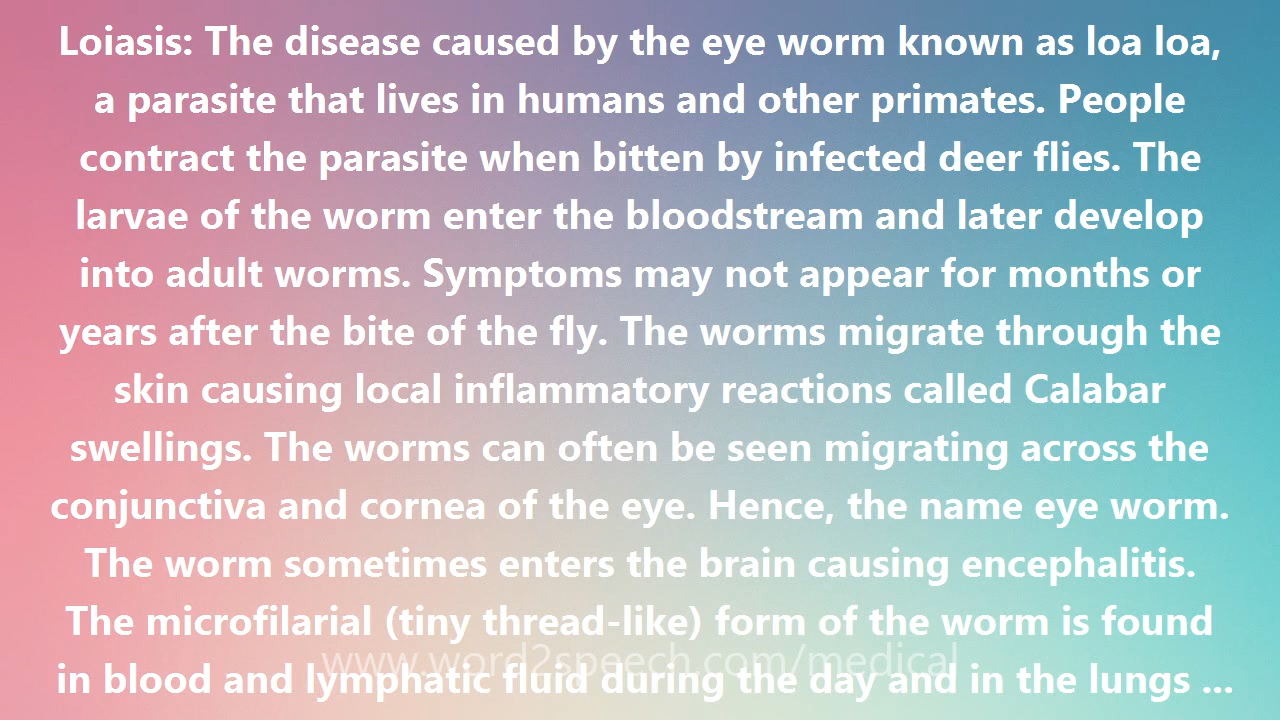 Loiasis: The disease caused by the eye worm known as loa loa,
a parasite that lives in humans and other primates. People
contract the parasite when bitten by infected deer flies. The
larvae of the worm enter the bloodstream and later develop
into adult worms. Symptoms may not appear for months or
years after the bite of the fly. The worms migrate through the
skin causing local inflammatory reactions called Calabar
swellings. The worms can often be seen migrating across the
conjunctiva and cornea of the eye. Hence, the name eye worm.
The worm sometimes enters the brain causing encephalitis.
The microfilarial (tiny thread-like) form of the worm is found
www.word2speech.com/medical
in blood and lymphatic fluid during the day and in the lungs ...